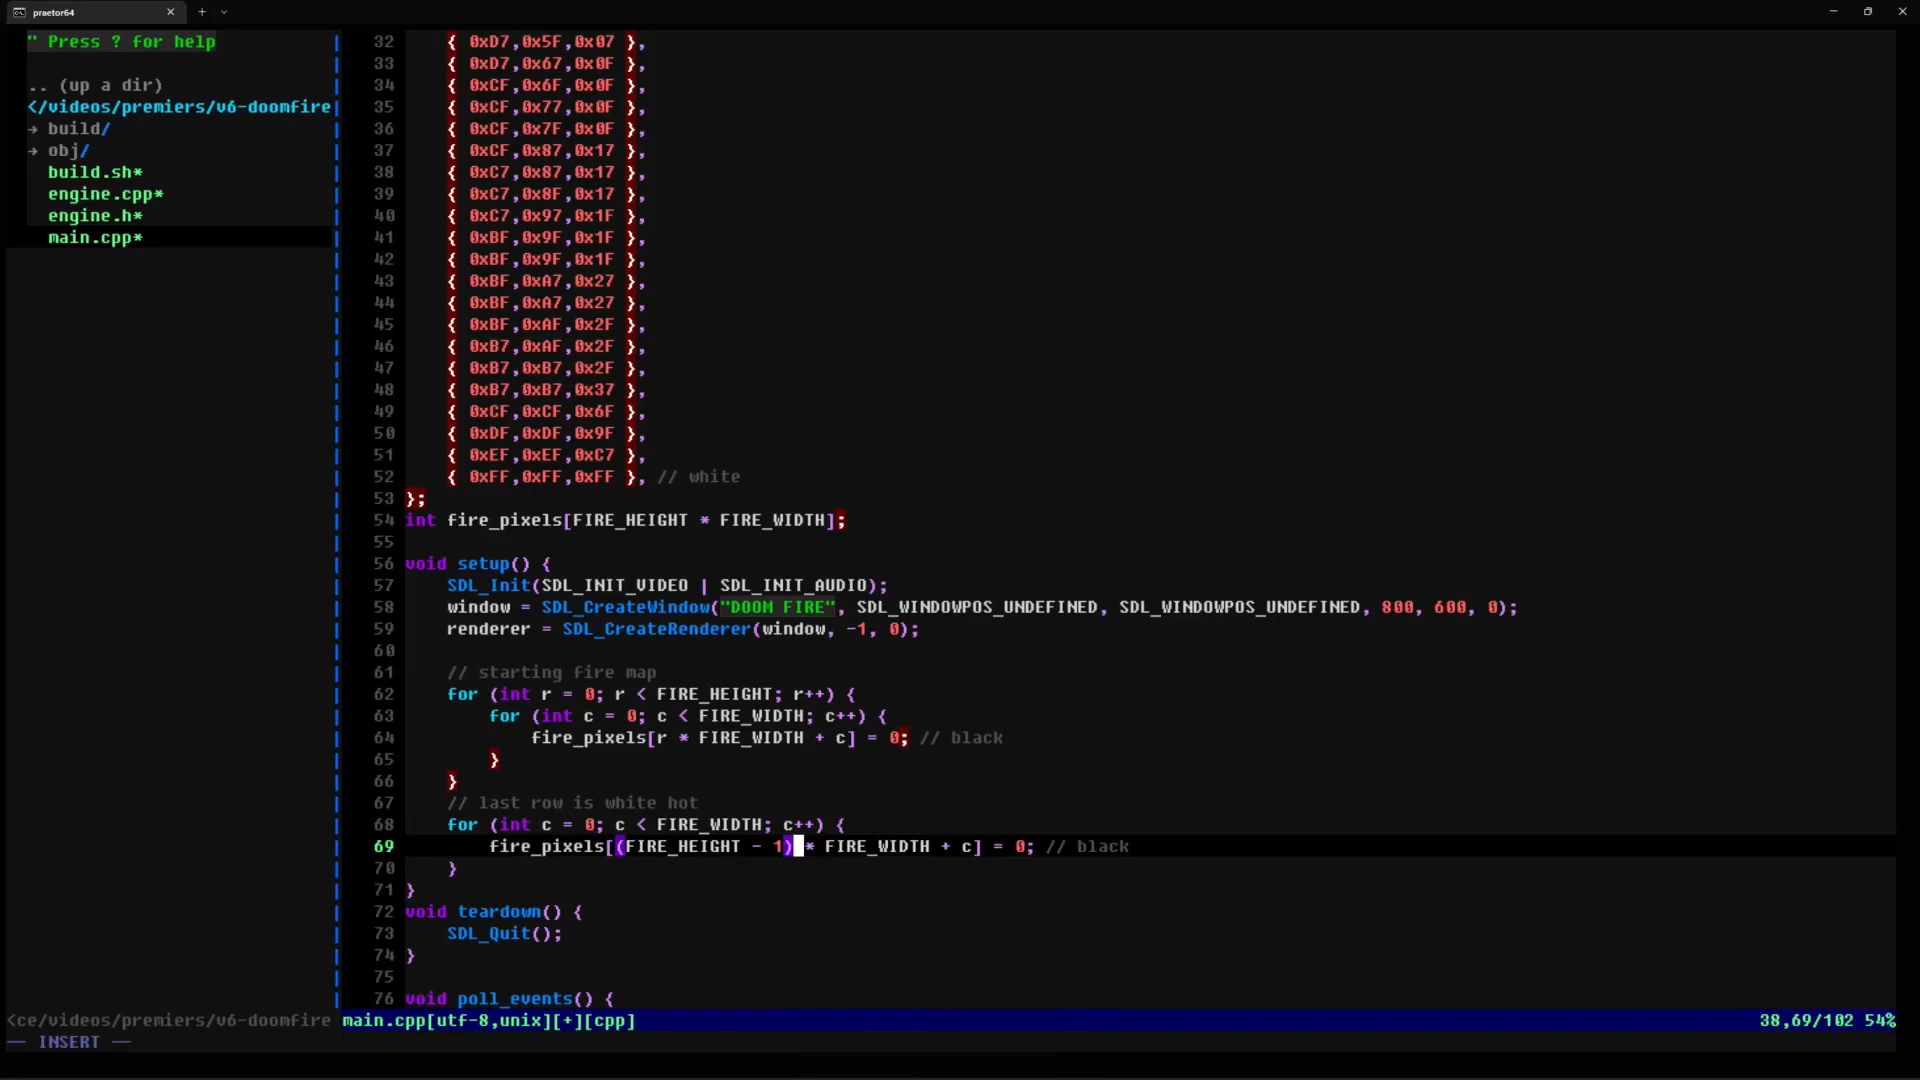 praetor64
" Press ? for help
.. (up a dir)
</videos/premiers/v6-doomfire
→ build/
→ obj/
build.sh*
engine.cpp*
engine.h*
main.cpp*
32 { 0xD7,0x5F,0x07 },
33 { 0xD7,0x67,0x0F },
34 { 0xCF,0x6F,0x0F },
35 { 0xCF,0x77,0x0F },
36 { 0xCF,0x7F,0x0F },
37 { 0xCF,0x87,0x17 },
38 { 0xC7,0x87,0x17 },
39 { 0xC7,0x8F,0x17 },
40 { 0xC7,0x97,0x1F },
41 { 0xBF,0x9F,0x1F },
42 { 0xBF,0x9F,0x1F },
43 { 0xBF,0xA7,0x27 },
44 { 0xBF,0xA7,0x27 },
45 { 0xBF,0xAF,0x2F },
46 { 0xB7,0xAF,0x2F },
47 { 0xB7,0xB7,0x2F },
48 { 0xB7,0xB7,0x37 },
49 { 0xCF,0xCF,0x6F },
50 { 0xDF,0xDF,0x9F },
51 { 0xEF,0xEF,0xC7 },
52 { 0xFF,0xFF,0xFF }, // white
53 };
54 int fire_pixels[FIRE_HEIGHT * FIRE_WIDTH];
55
56 void setup() {
57 SDL_Init(SDL_INIT_VIDEO | SDL_INIT_AUDIO);
58 window = SDL_CreateWindow("DOOM FIRE", SDL_WINDOWPOS_UNDEFINED, SDL_WINDOWPOS_UNDEFINED, 800, 600, 0);
59 renderer = SDL_CreateRenderer(window, -1, 0);
60
61 // starting fire map
62 for (int r = 0; r < FIRE_HEIGHT; r++) {
63 for (int c = 0; c < FIRE_WIDTH; c++) {
64 fire_pixels[r * FIRE_WIDTH + c] = 0; // black
65 }
66 }
67 // last row is white hot
68 for (int c = 0; c < FIRE_WIDTH; c++) {
69 fire_pixels[(FIRE_HEIGHT - 1) * FIRE_WIDTH + c] = 0; // black
70 }
71 }
72 void teardown() {
73 SDL_Quit();
74 }
75
76 void poll_events() {
<ce/videos/premiers/v6-doomfire main.cpp[utf-8,unix][+][cpp] 38,69/102 54%
-- INSERT --